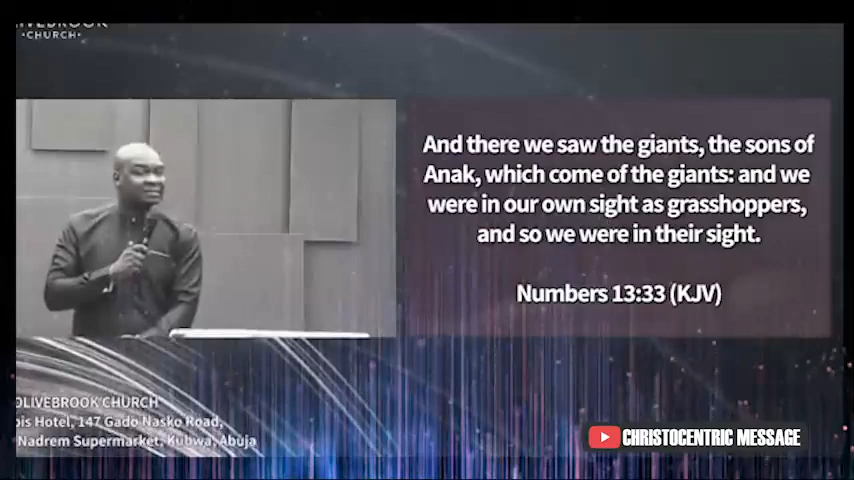 ·CHURCH·
And there we saw the giants, the sons of
Anak, which come of the giants: and we
were in our own sight as grasshoppers,
and so we were in their sight.
Numbers 13:33 (KJV)
OLIVEBROOK CHURCH
Hotel, 147 Gado Nasko Road,
Nadrem Supermarket, Kubwa, Abuja
CHRISTOCENTRIC MESSAGE